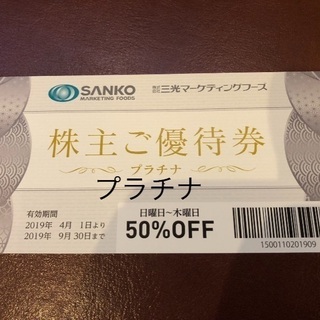 SANKO
MARKETING FOODS
株式会社 三光マーケティングフーズ
株主ご優待券
プラチナ
プラチナ
有効期間
2019年 4月 1日より
2019年 9月30日まで
日曜日~木曜日
50%OFF
1500110201909